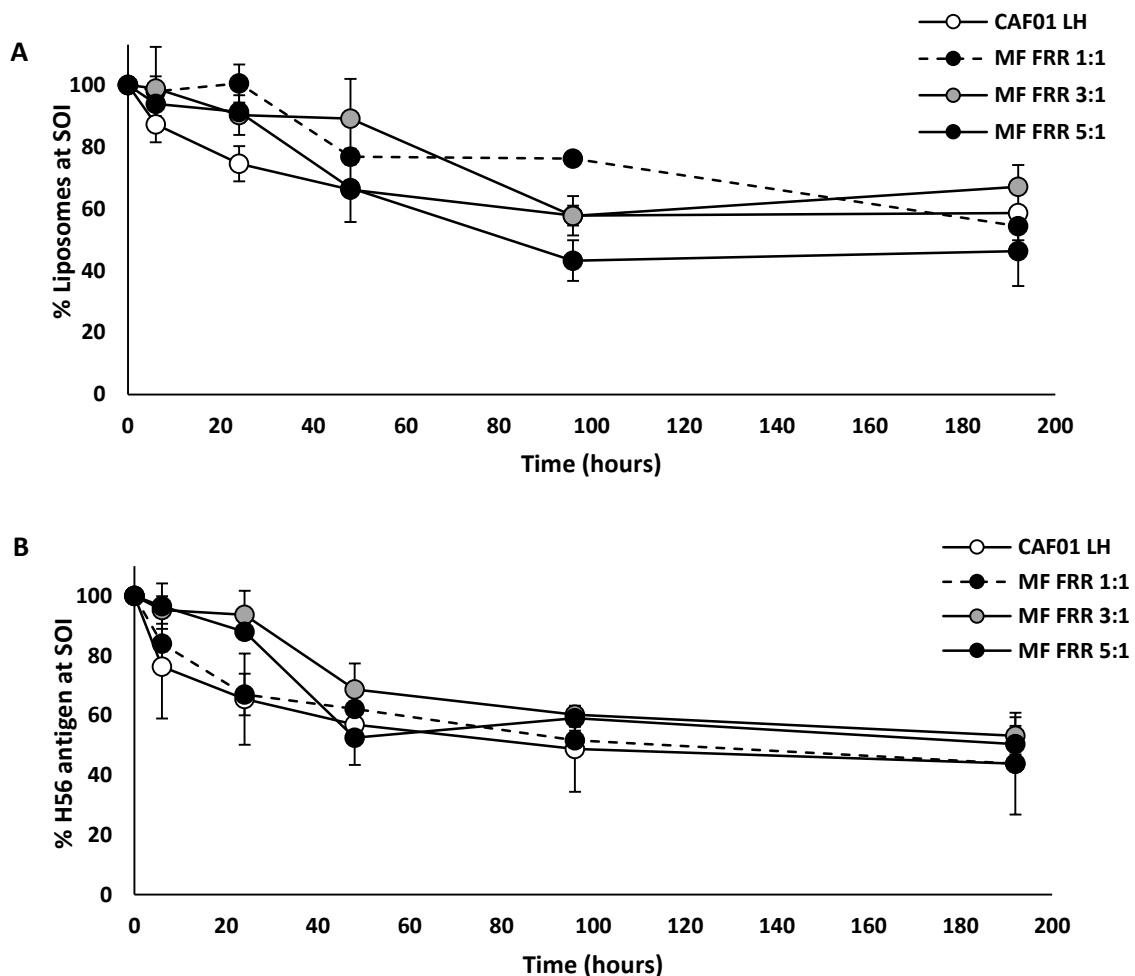 A
CAF01 LH
MF FRR 1:1
MF FRR 3:1
MF FRR 5:1
% Liposomes at SOI
100
80
60
40
20
0
0 20 40 60 80 100 120 140 160 180 200
Time (hours)
B
CAF01 LH
MF FRR 1:1
MF FRR 3:1
MF FRR 5:1
% H56 antigen at SOI
100
80
60
40
20
0
0 20 40 60 80 100 120 140 160 180 200
Time (hours)